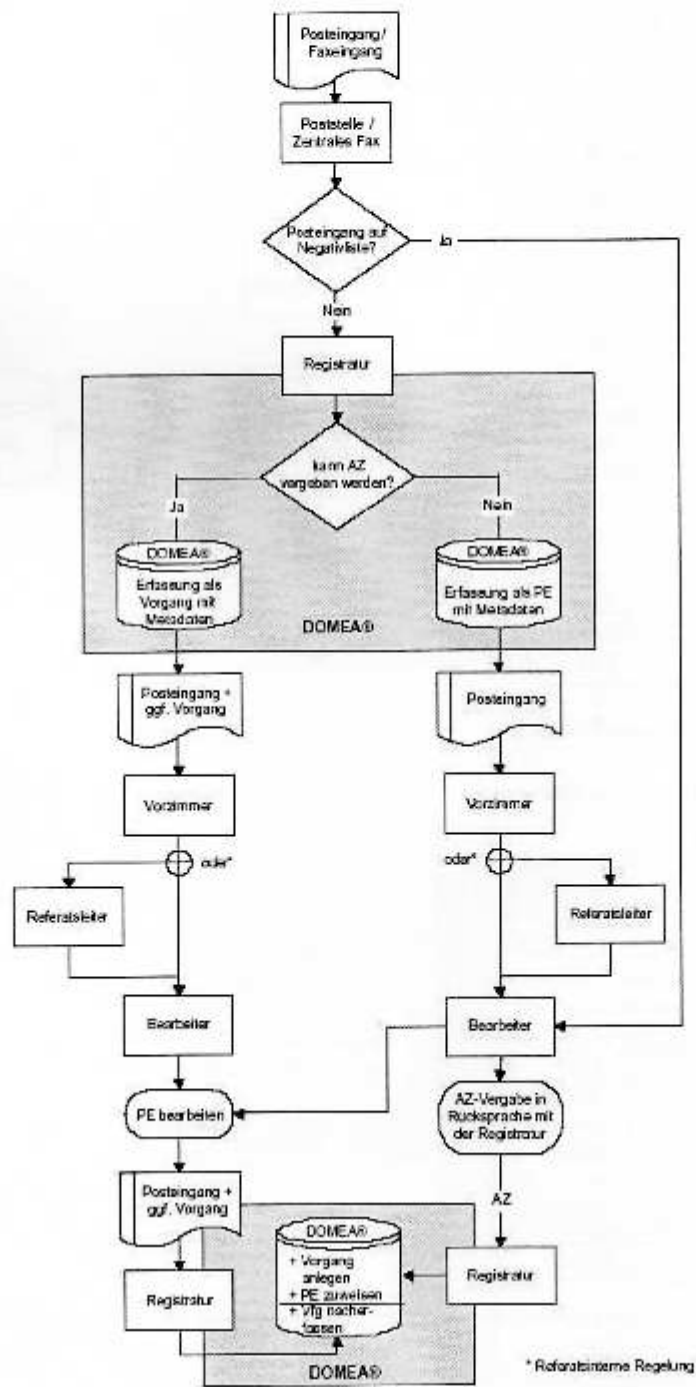 Posteingang/
Faxeingang
Poststelle /
Zentrales Fax
Posteingang auf
Negativliste?
Ja
Nein
Registratur
kann AZ
vergeben werden?
Ja
Nein
DOMEA®
Erfassung als
Vorgang mit
Metadaten
DOMEA®
Erfassung als PE
mit Metadaten
DOMEA®
Posteingang +
ggf. Vorgang
Posteingang
Vorzimmer
Vorzimmer
oder*
oder*
Referatsleiter
Referatsleiter
Bearbeiter
Bearbeiter
PE bearbeiten
AZ-Vergabe in
Rücksprache mit
der Registratur
Posteingang +
ggf. Vorgang
AZ
DOMEA®
+ Vorgang
anlegen
+ PE zuweisen
+ Vfg nacher-
fassen
Registratur
Registratur
DOMEA®
* Referatsinterne Regelung